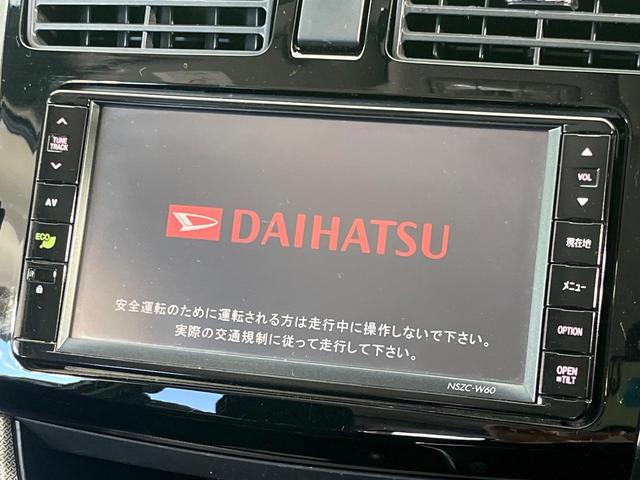 TUNE
TRACK
AV
ECO
DAIHATSU
安全運転のために運転される方は走行中に操作しないで下さい。
実際の交通規制に従って走行して下さい。
NSZC-W60
VOL
現在地
メニュー
OPTION
OPEN
TILT